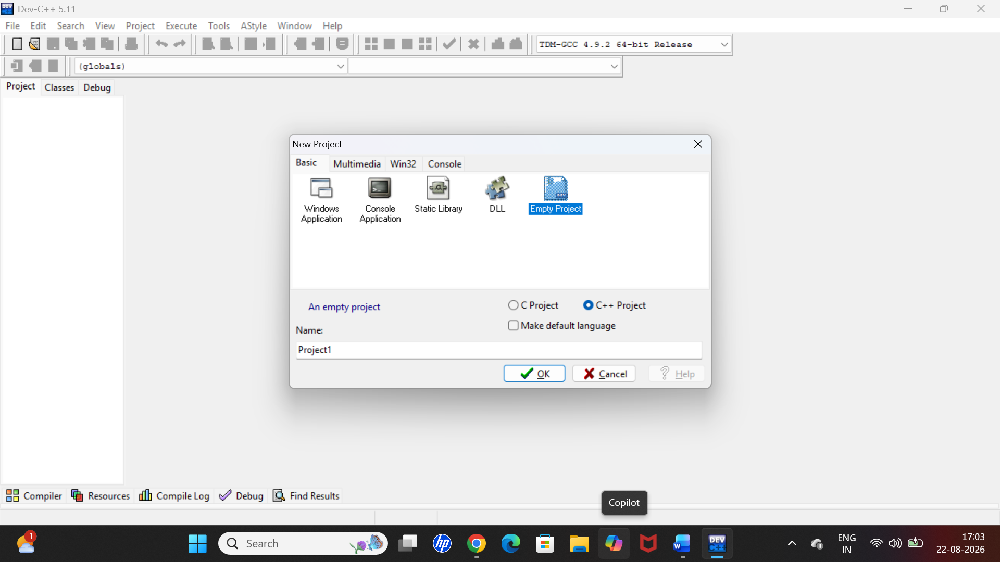 Dev-C++ 5.11
File Edit Search View Project Execute Tools AStyle Window Help
TDM-GCC 4.9.2 64-bit Release
(globals)
Project Classes Debug
New Project
Basic Multimedia Win32 Console
Windows Application
Console Application
Static Library
DLL
Empty Project
An empty project
C Project C++ Project
Make default language
Name:
Project1
OK Cancel Help
Compiler Resources Compile Log Debug Find Results
Copilot
1
Search
hp
W
DEV C++
ENG
IN
17:03
22-08-2026